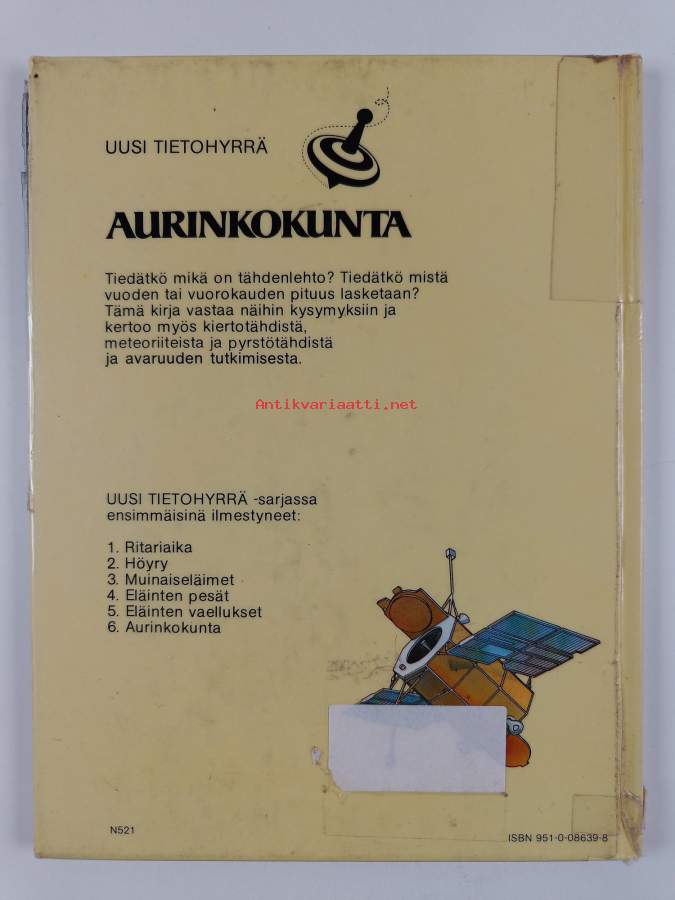 UUSI TIETOHYRRÄ
AURINKOKUNTA
Tiedätkö mikä on tähdenlehto? Tiedätkö mistä
vuoden tai vuorokauden pituus lasketaan?
Tämä kirja vastaa näihin kysymyksiin ja
kertoo myös kiertotähdistä,
meteoriiteista ja pyrstötähdistä
ja avaruuden tutkimisesta.
Antikvariaatti.net
UUSI TIETOHYRRÄ -sarjassa
ensimmäisinä ilmestyneet:
1. Ritariaika
2. Höyry
3. Muinaiseläimet
4. Eläinten pesät
5. Eläinten vaellukset
6. Aurinkokunta
N521
ISBN 951-0-08639-8